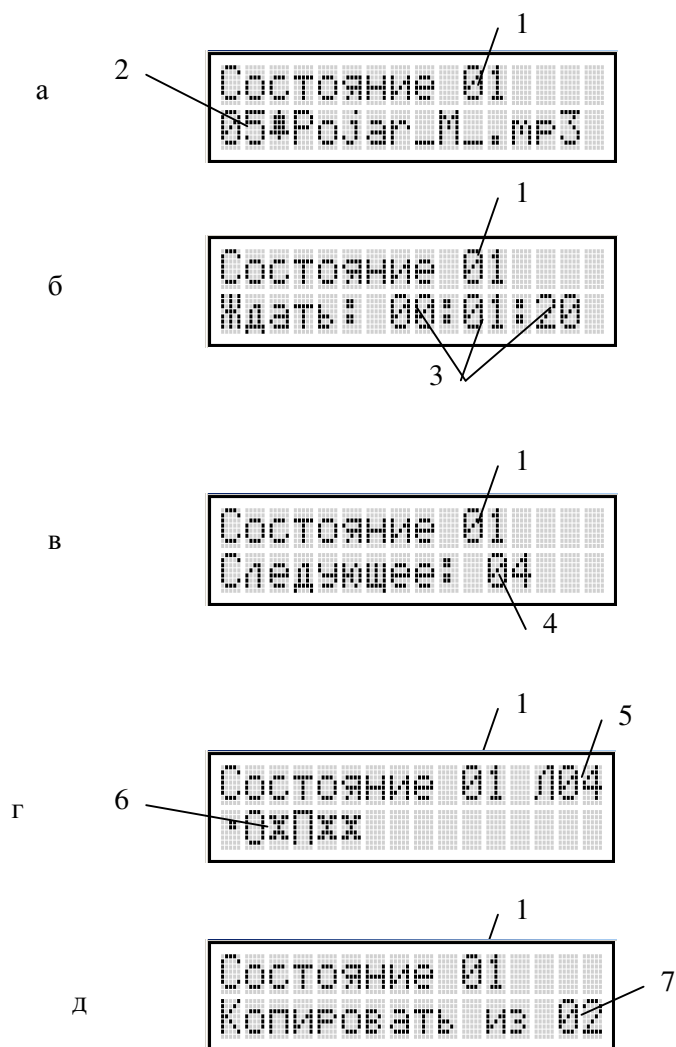 1
2
а
Состояние 01
05*Pojar_M_.mp3
1
б
Состояние 01
Ждать: 00:01:20
3
1
в
Состояние 01
Следующее: 04
4
1
5
г
6
Состояние 01 Л04
1
7
д
Состояние 01
Копировать из 02